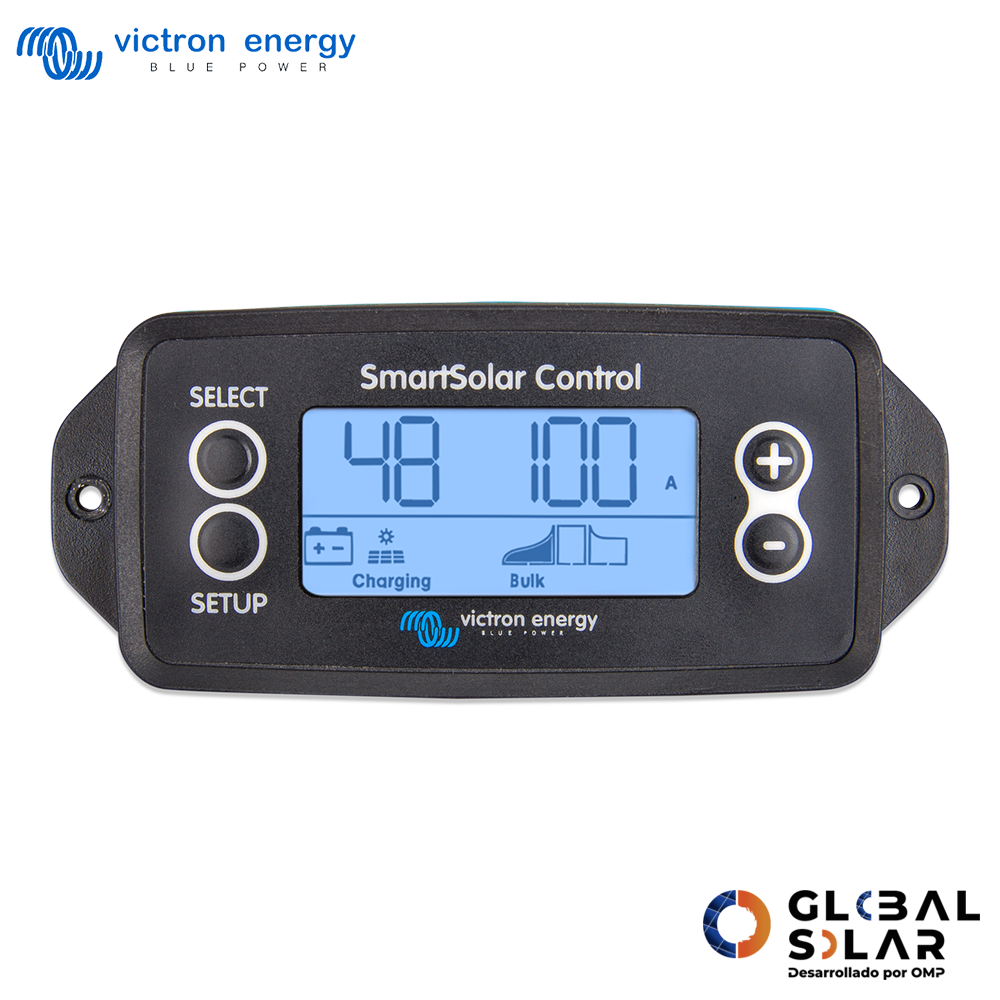 victron energy
BLUE POWER
SmartSolar Control
SELECT
48 100 A
+ -
Charging Bulk
SETUP
+
-
victron energy
BLUE POWER
GLOBAL
SOLAR
Desarrollado por OMP